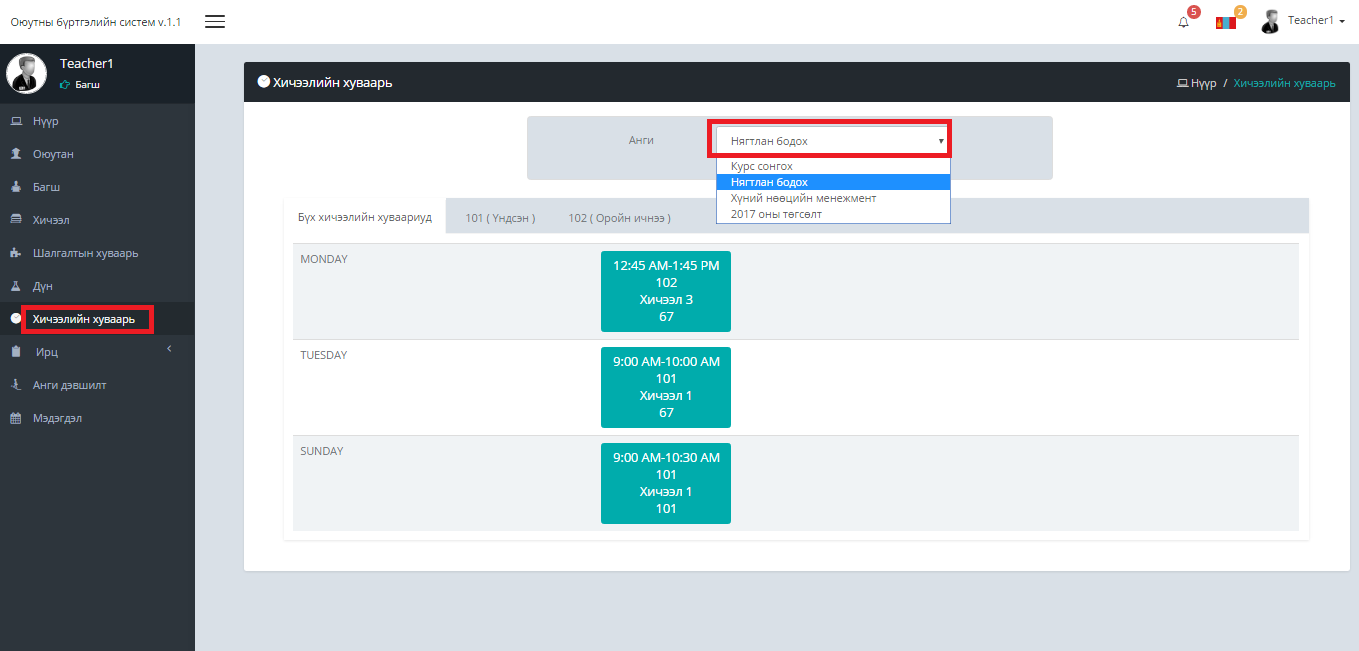 Оюутны бүртгэлийн систем v.1.1
5
2
Teacher1
Teacher1
Багш
Нүүр
Оюутан
Багш
Хичээл
Шалгалтын хуваарь
Дүн
Хичээлийн хуваарь
Ирц
Анги дэвшилт
Мэдэгдэл
Хичээлийн хуваарь
Нүүр / Хичээлийн хуваарь
Анги
Нягтлан бодох
Курс сонгох
Нягтлан бодох
Хүний нөөцийн менежмент
2017 оны төгсөлт
Бүх хичээлийн хуваариуд
101 ( Үндсэн )
102 ( Оройн ичнээ )
MONDAY
12:45 AM-1:45 PM
102
Хичээл 3
67
TUESDAY
9:00 AM-10:00 AM
101
Хичээл 1
67
SUNDAY
9:00 AM-10:30 AM
101
Хичээл 1
101